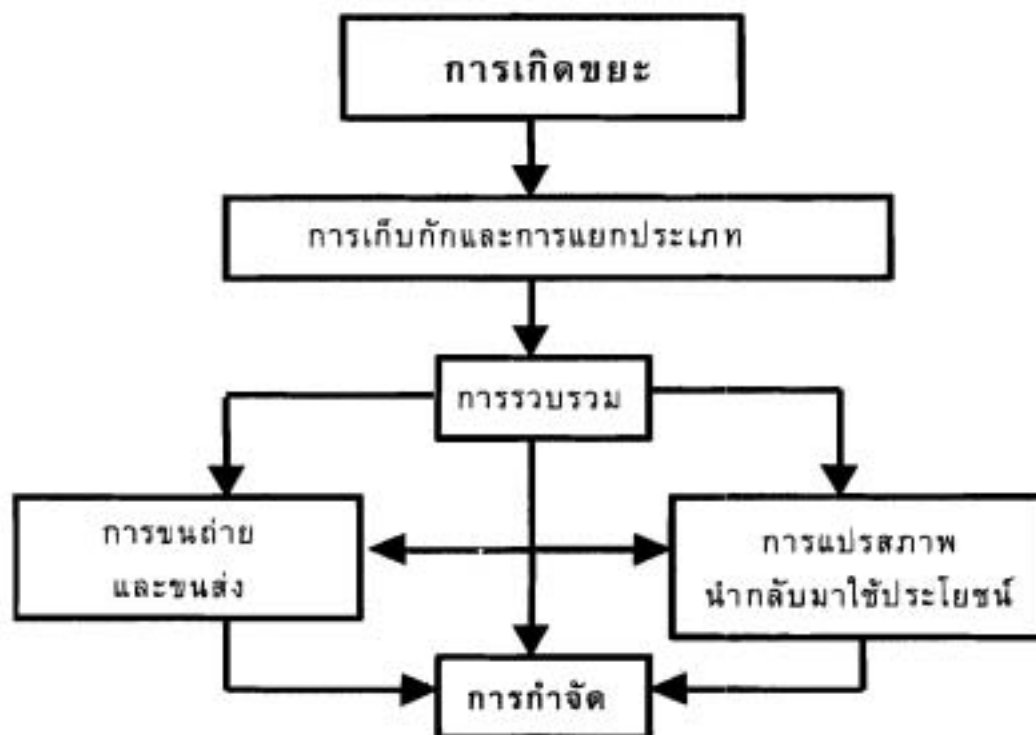 การเกิดขยะ
การเก็บกักและการแยกประเภท
การรวบรวม
การขนถ่าย
และขนส่ง
การแปรสภาพ
นำกลับมาใช้ประโยชน์
การกำจัด